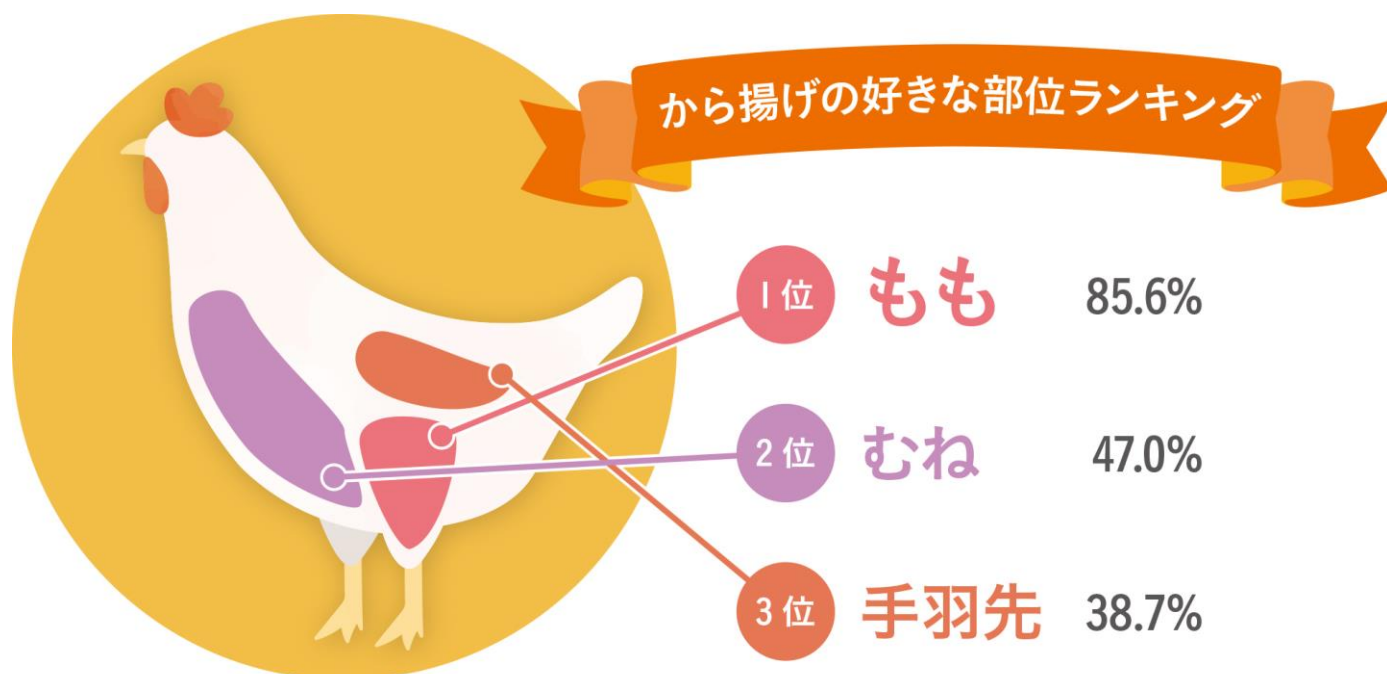 から揚げの好きな部位ランキング
1位 もも 85.6%
2位 むね 47.0%
3位 手羽先 38.7%